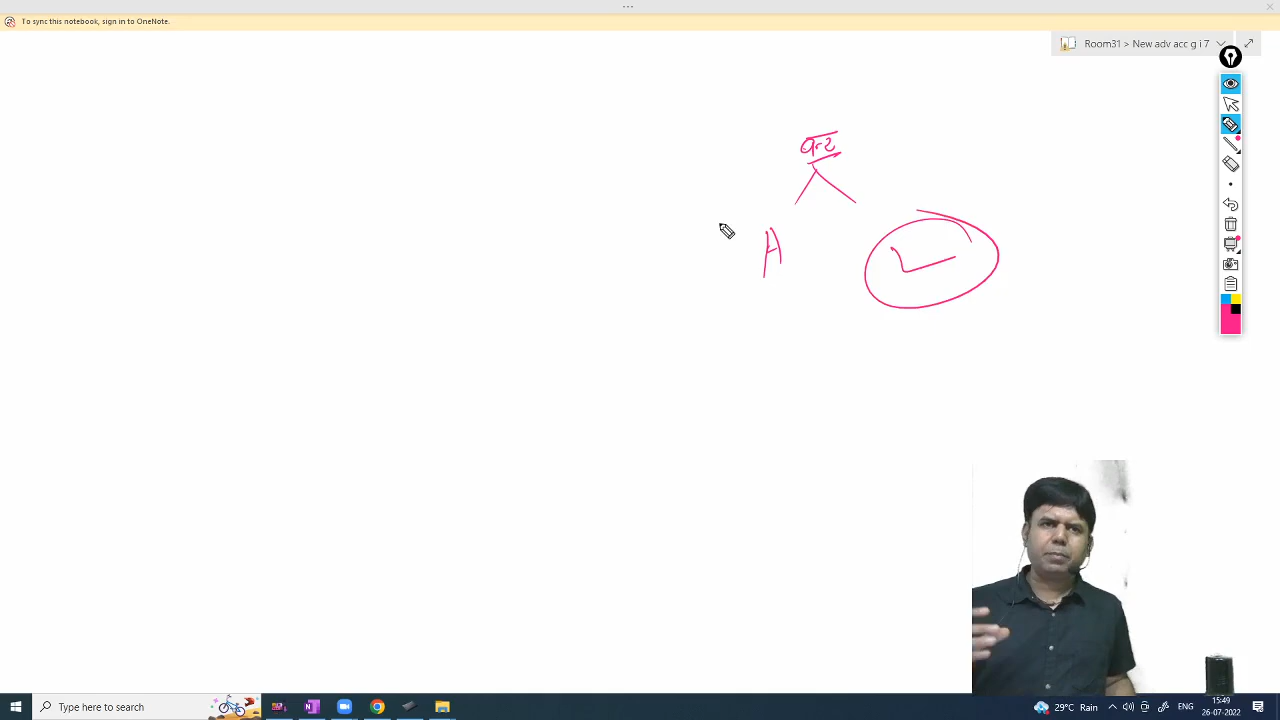 To sync this notebook, sign in to OneNote.
Room31 > New adv acc g i 7
A
Type here to search
29°C Rain
ENG
15:49
26-07-2022